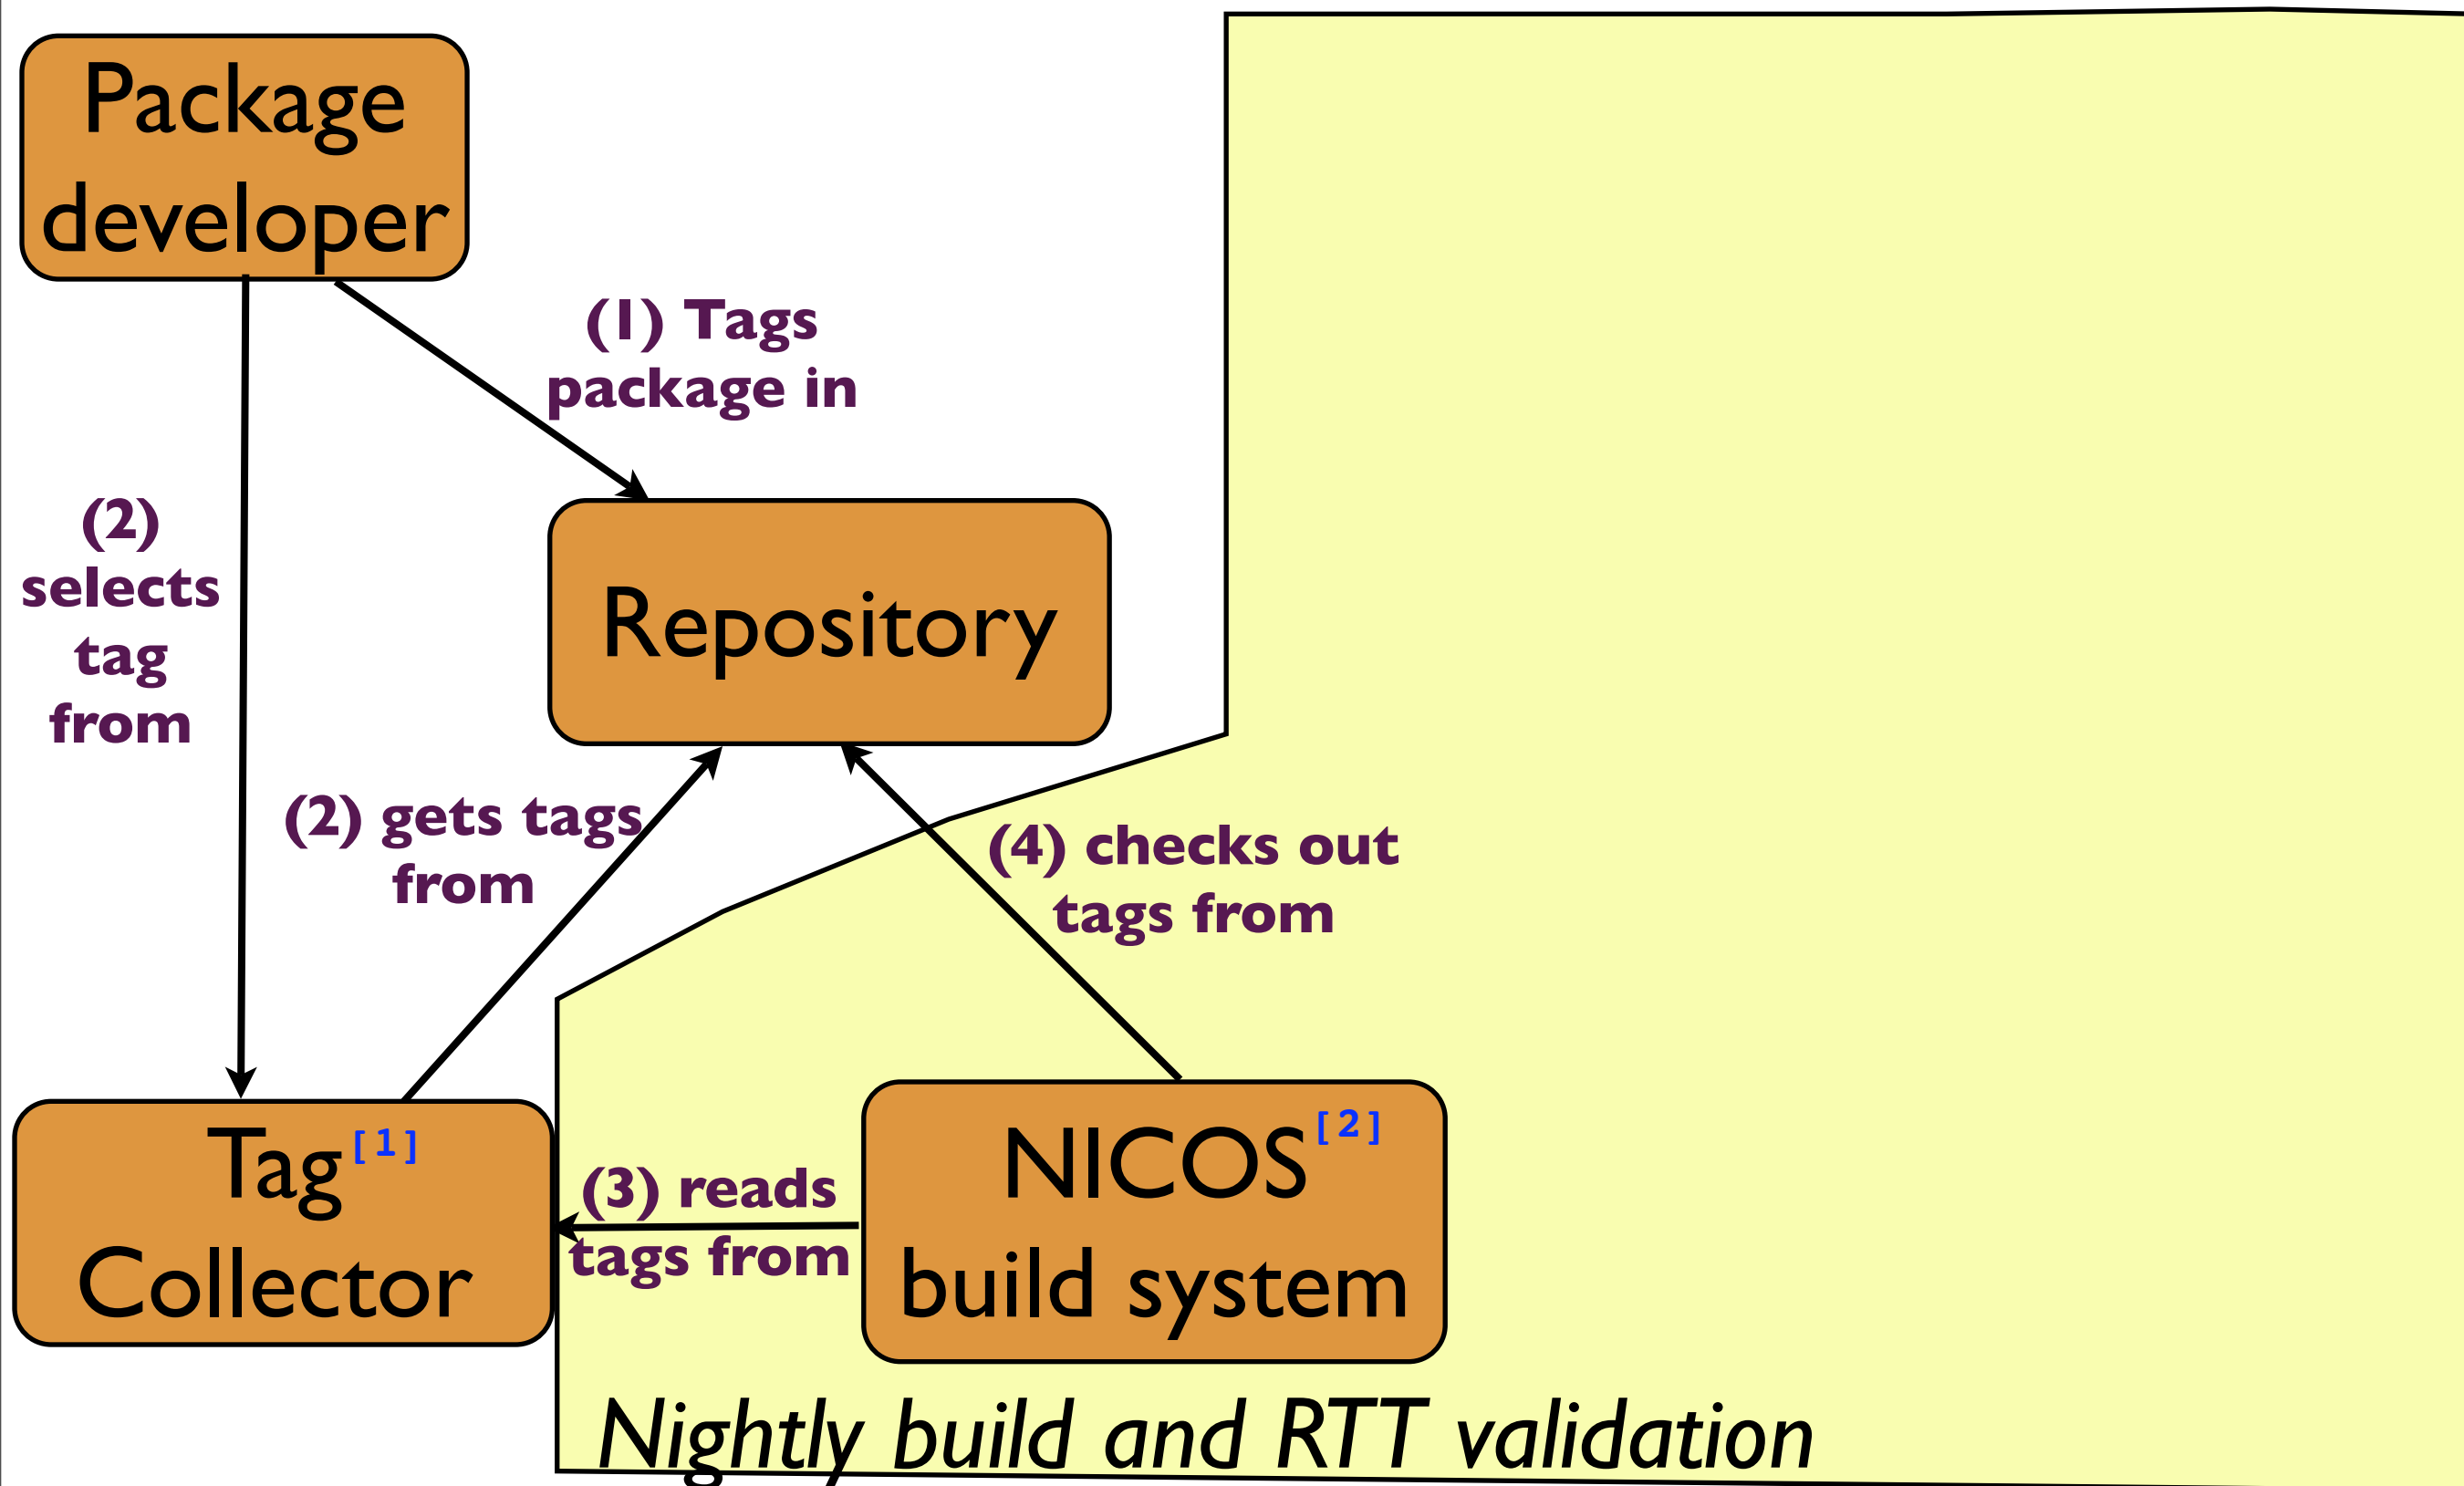 Package
developer
(1) Tags
package in
(2)
selects
tag
from
Repository
(2) gets tags
from
(4) checks out
tags from
Tag[1]
Collector
(3) reads
tags from
NICOS[2]
build system
Nightly build and RTT validation